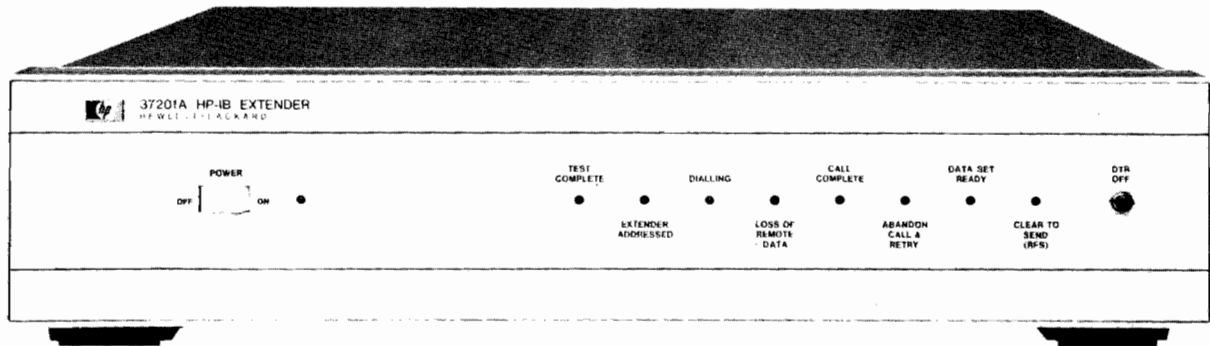 hp
37201A HP-IB EXTENDER
HEWLETT-PACKARD
POWER
OFF
ON
TEST
COMPLETE
EXTENDER
ADDRESSED
DIALLING
LOSS OF
REMOTE
DATA
CALL
COMPLETE
ABANDON
CALL &
RETRY
DATA SET
READY
CLEAR TO
SEND
(RFS)
DTR
OFF